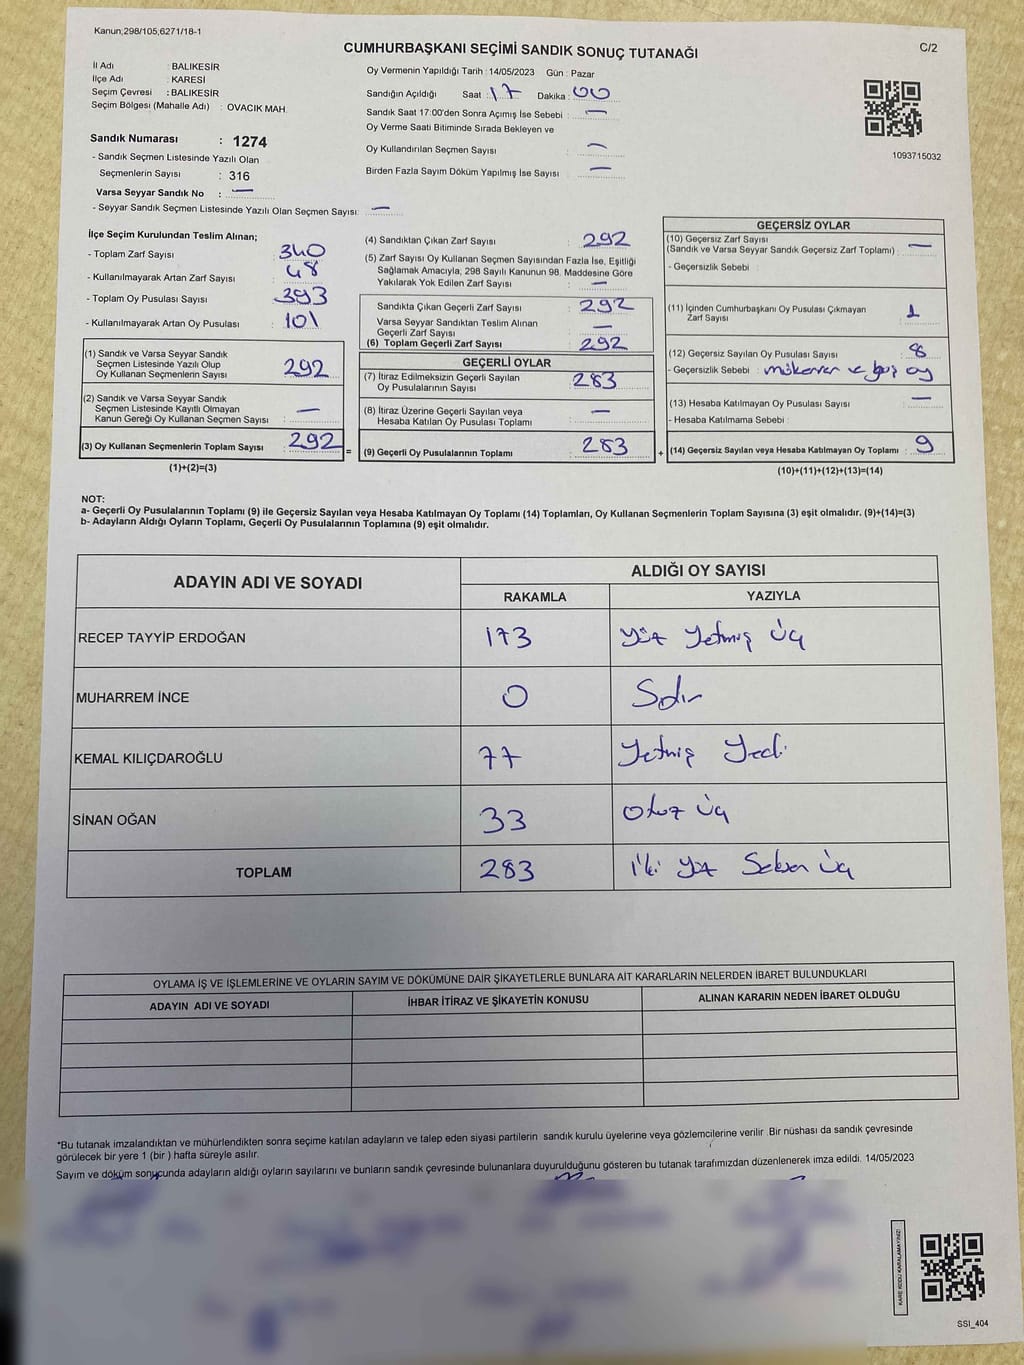 Kanun;298/105;6271/18-1
CUMHURBAŞKANI SEÇİMİ SANDIK SONUÇ TUTANAĞI
C/2
İl Adı : BALIKESİR
İlçe Adı : KARESİ
Seçim Çevresi : BALIKESİR
Seçim Bölgesi (Mahalle Adı) : OVACIK MAH.
Sandık Numarası : 1274
- Sandık Seçmen Listesinde Yazılı Olan
Seçmenlerin Sayısı : 316
Varsa Seyyar Sandık No : —
- Seyyar Sandık Seçmen Listesinde Yazılı Olan Seçmen Sayısı: —
Oy Vermenin Yapıldığı Tarih : 14/05/2023 Gün : Pazar
Sandığın Açıldığı Saat : 17 Dakika : 00
Sandık Saat 17:00'den Sonra Açımış İse Sebebi : —
Oy Verme Saati Bitiminde Sırada Bekleyen ve
Oy Kullandırılan Seçmen Sayısı : —
Birden Fazla Sayım Döküm Yapılmış İse Sayısı : —
1093715032
İlçe Seçim Kurulundan Teslim Alınan;
- Toplam Zarf Sayısı : 340
- Kullanılmayarak Artan Zarf Sayısı : 48
- Toplam Oy Pusulası Sayısı : 393
- Kullanılmayarak Artan Oy Pusulası : 101
(1) Sandık ve Varsa Seyyar Sandık
Seçmen Listesinde Yazılı Olup
Oy Kullanan Seçmenlerin Sayısı : 292
(2) Sandık ve Varsa Seyyar Sandık
Seçmen Listesinde Kayıtlı Olmayan
Kanun Gereği Oy Kullanan Seçmen Sayısı : —
(3) Oy Kullanan Seçmenlerin Toplam Sayısı : 292
(1)+(2)=(3)
=
(4) Sandıktan Çıkan Zarf Sayısı : 292
(5) Zarf Sayısı Oy Kullanan Seçmen Sayısından Fazla İse, Eşitliği
Sağlamak Amacıyla, 298 Sayılı Kanunun 98. Maddesine Göre
Yakılarak Yok Edilen Zarf Sayısı : —
Sandıkta Çıkan Geçerli Zarf Sayısı : 292
Varsa Seyyar Sandıktan Teslim Alınan
Geçerli Zarf Sayısı : —
(6) Toplam Geçerli Zarf Sayısı : 292
GEÇERLİ OYLAR
(7) İtiraz Edilmeksizin Geçerli Sayılan
Oy Pusulalarının Sayısı : 283
(8) İtiraz Üzerine Geçerli Sayılan veya
Hesaba Katılan Oy Pusulası Toplamı : —
(9) Geçerli Oy Pusulalarının Toplamı : 283
+
GEÇERSİZ OYLAR
(10) Geçersiz Zarf Sayısı
(Sandık ve Varsa Seyyar Sandık Geçersiz Zarf Toplamı) : —
- Geçersizlik Sebebi :
(11) İçinden Cumhurbaşkanı Oy Pusulası Çıkmayan
Zarf Sayısı : 1
(12) Geçersiz Sayılan Oy Pusulası Sayısı : 8
- Geçersizlik Sebebi : mükerrer ve boş oy
(13) Hesaba Katılmayan Oy Pusulası Sayısı : —
- Hesaba Katılmama Sebebi :
(14) Geçersiz Sayılan veya Hesaba Katılmayan Oy Toplamı : 9
(10)+(11)+(12)+(13)=(14)
NOT:
a- Geçerli Oy Pusulalarının Toplamı (9) ile Geçersiz Sayılan veya Hesaba Katılmayan Oy Toplamı (14) Toplamları, Oy Kullanan Seçmenlerin Toplam Sayısına (3) eşit olmalıdır. (9)+(14)=(3)
b- Adayların Aldığı Oyların Toplamı, Geçerli Oy Pusulalarının Toplamına (9) eşit olmalıdır.
ADAYIN ADI VE SOYADI ALDIĞI OY SAYISI
RAKAMLA YAZIYLA
RECEP TAYYİP ERDOĞAN 173 Yüz Yetmiş Üç
MUHARREM İNCE 0 Sıfır
KEMAL KILIÇDAROĞLU 77 Yetmiş Yedi
SİNAN OĞAN 33 Otuz Üç
TOPLAM 283 İki Yüz Seksen Üç
OYLAMA İŞ VE İŞLEMLERİNE VE OYLARIN SAYIM VE DÖKÜMÜNE DAİR ŞİKAYETLERLE BUNLARA AİT KARARLARIN NELERDEN İBARET BULUNDUKLARI
ADAYIN ADI VE SOYADI İHBAR İTİRAZ VE ŞİKAYETİN KONUSU ALINAN KARARIN NEDEN İBARET OLDUĞU
*Bu tutanak imzalandıktan ve mühürlendikten sonra seçime katılan adayların ve talep eden siyasi partilerin sandık kurulu üyelerine veya gözlemcilerine verilir. Bir nüshası da sandık çevresinde
görülecek bir yere 1 (bir ) hafta süreyle asılır.
Sayım ve döküm sonucunda adayların aldığı oyların sayılarını ve bunların sandık çevresinde bulunanlara duyurulduğunu gösteren bu tutanak tarafımızdan düzenlenerek imza edildi. 14/05/2023
KARE KODU KARALAMAYINIZ!
SSI_404